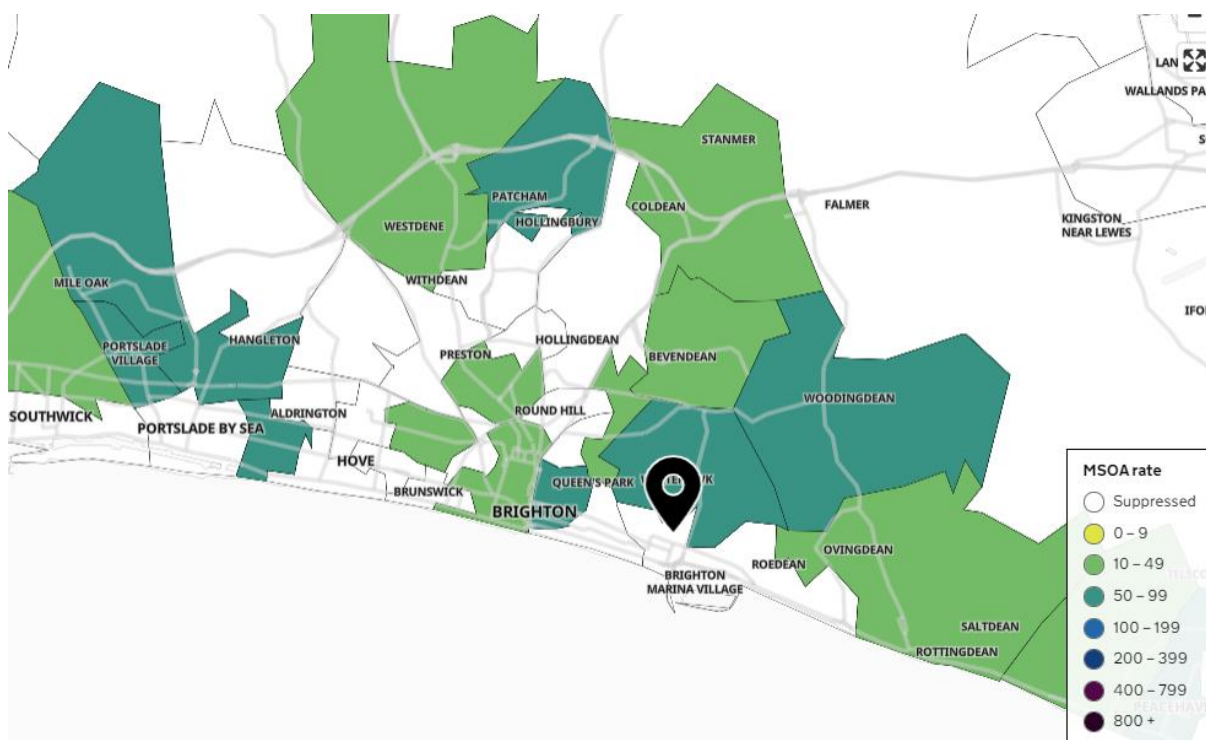 LAN
WALLANDS PA
STANMER
PATCHAM
COLDEAN
FALMER
HOLLINGBURY
WESTDENE
KINGSTON
NEAR LEWES
WITHDEAN
MILE OAK
IFO
HANGLETON
HOLLINGDEAN
PORTSLADE
VILLAGE
PRESTON
BEVENDEAN
WOODINGDEAN
ROUND HILL
ALDRINGTON
SOUTHWICK
PORTSLADE BY SEA
HOVE
QUEEN'S PARK
BRUNSWICK
BRIGHTON
OVINGDEAN
ROEDEAN
BRIGHTON
MARINA VILLAGE
SALTDEAN
ROTTINGDEAN
MSOA rate
Suppressed
0 – 9
10 – 49
50 – 99
100 – 199
200 – 399
400 – 799
800 +
PEACEHAV